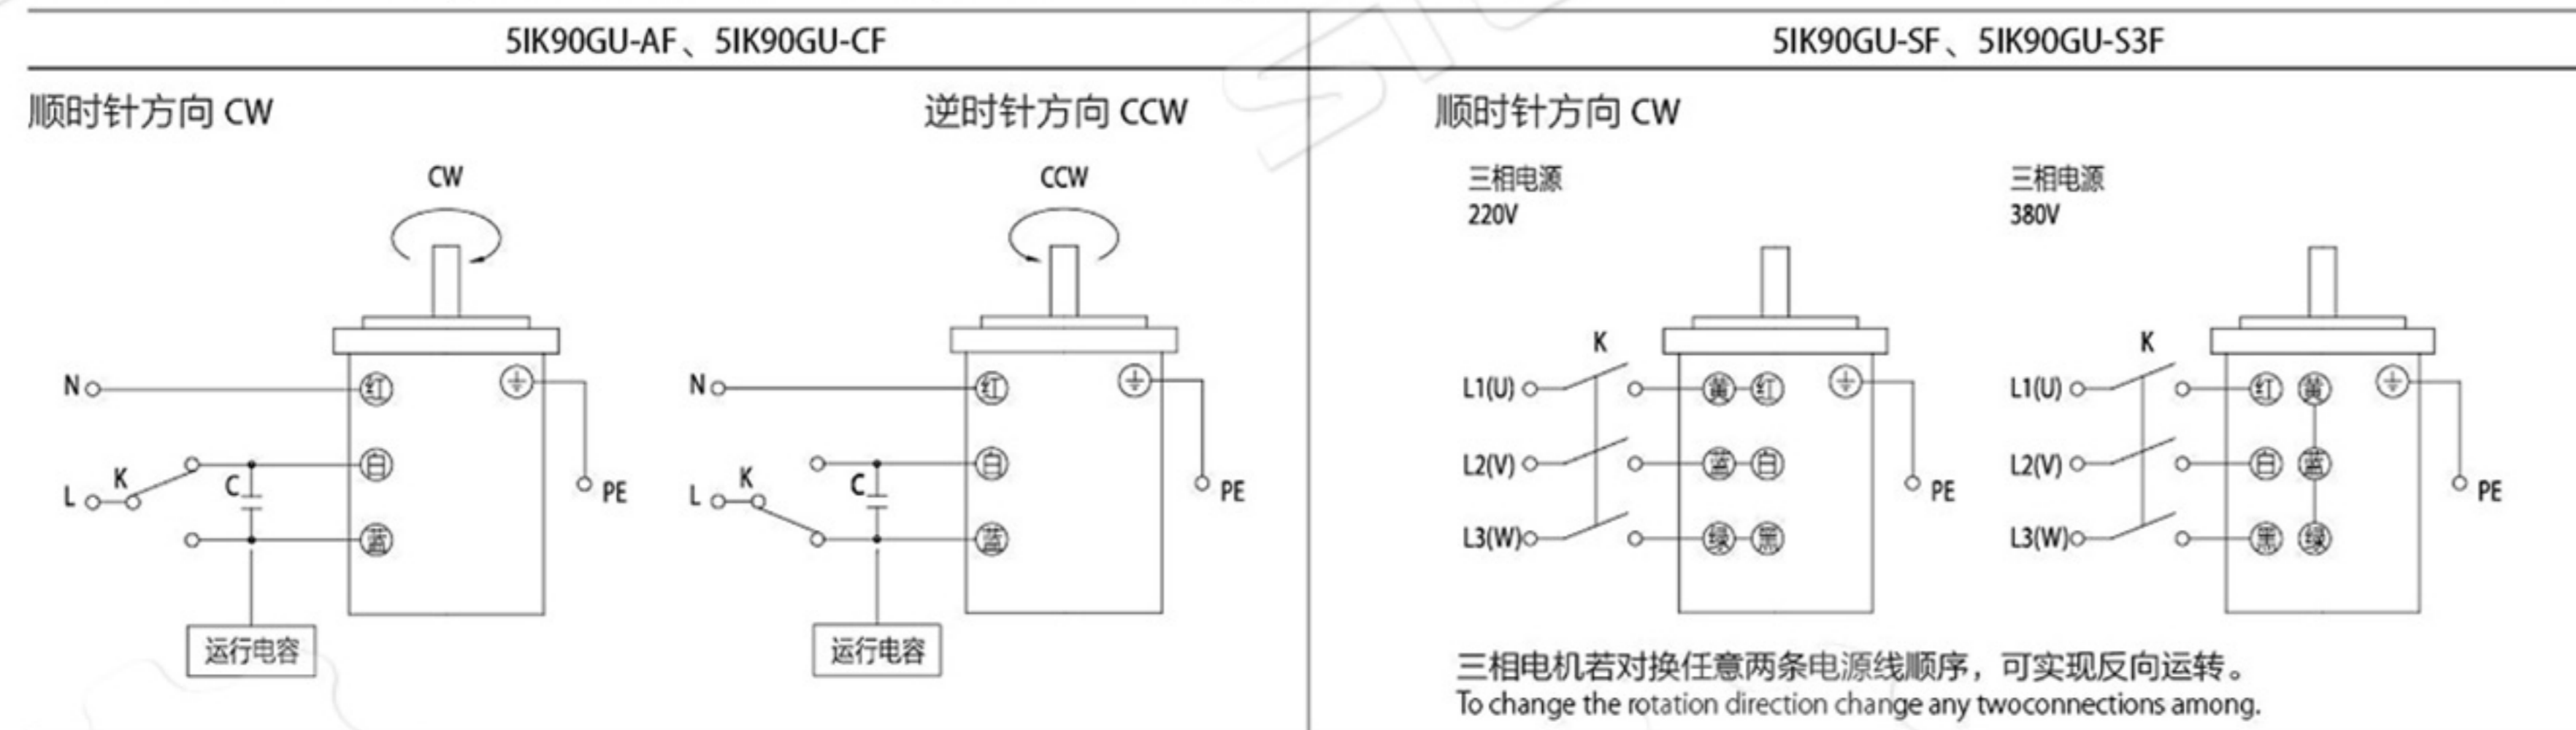 5IK90GU-AF、5IK90GU-CF
顺时针方向 CW
逆时针方向 CCW
CW
N
红
白
L
K
C
蓝
PE
运行电容
CCW
N
红
白
L
K
C
蓝
PE
运行电容
5IK90GU-SF、5IK90GU-S3F
顺时针方向 CW
三相电源
220V
K
L1(U)
黄 红
L2(V)
蓝 白
L3(W)
绿 黑
PE
三相电源
380V
K
L1(U)
红 黄
L2(V)
白 蓝
L3(W)
黑 绿
PE
三相电机若对换任意两条电源线顺序，可实现反向运转。
To change the rotation direction change any twoconnections among.